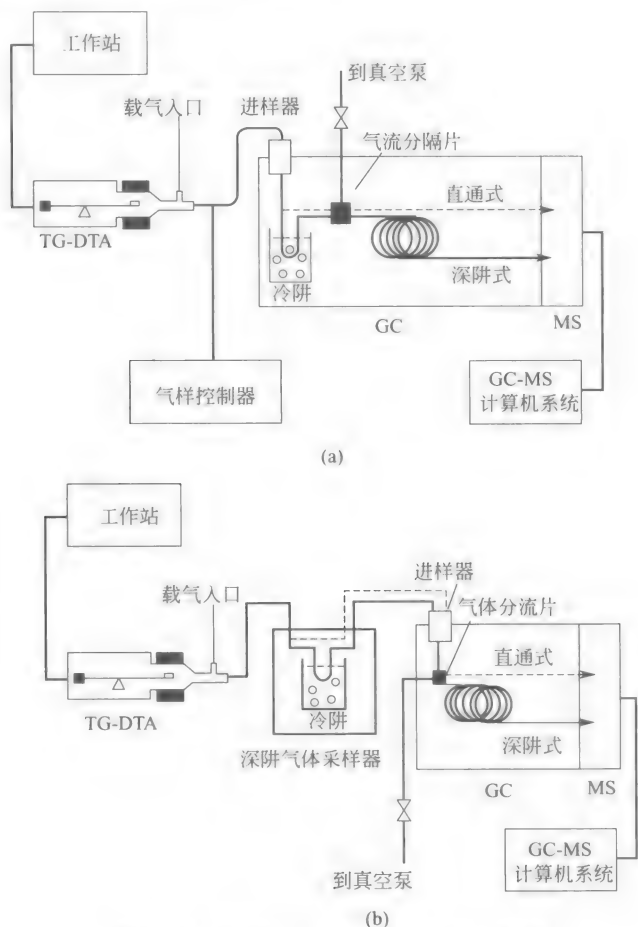 工作站
到真空泵
载气入口
进样器
气流分隔片
直通式
TG-DTA
冷阱
深阱式
GC
MS
气样控制器
GC-MS
计算机系统
(a)
工作站
进样器
载气入口
气体分流片
直通式
TG-DTA
冷阱
深阱式
深阱气体采样器
GC
MS
GC-MS
计算机系统
到真空泵
(b)